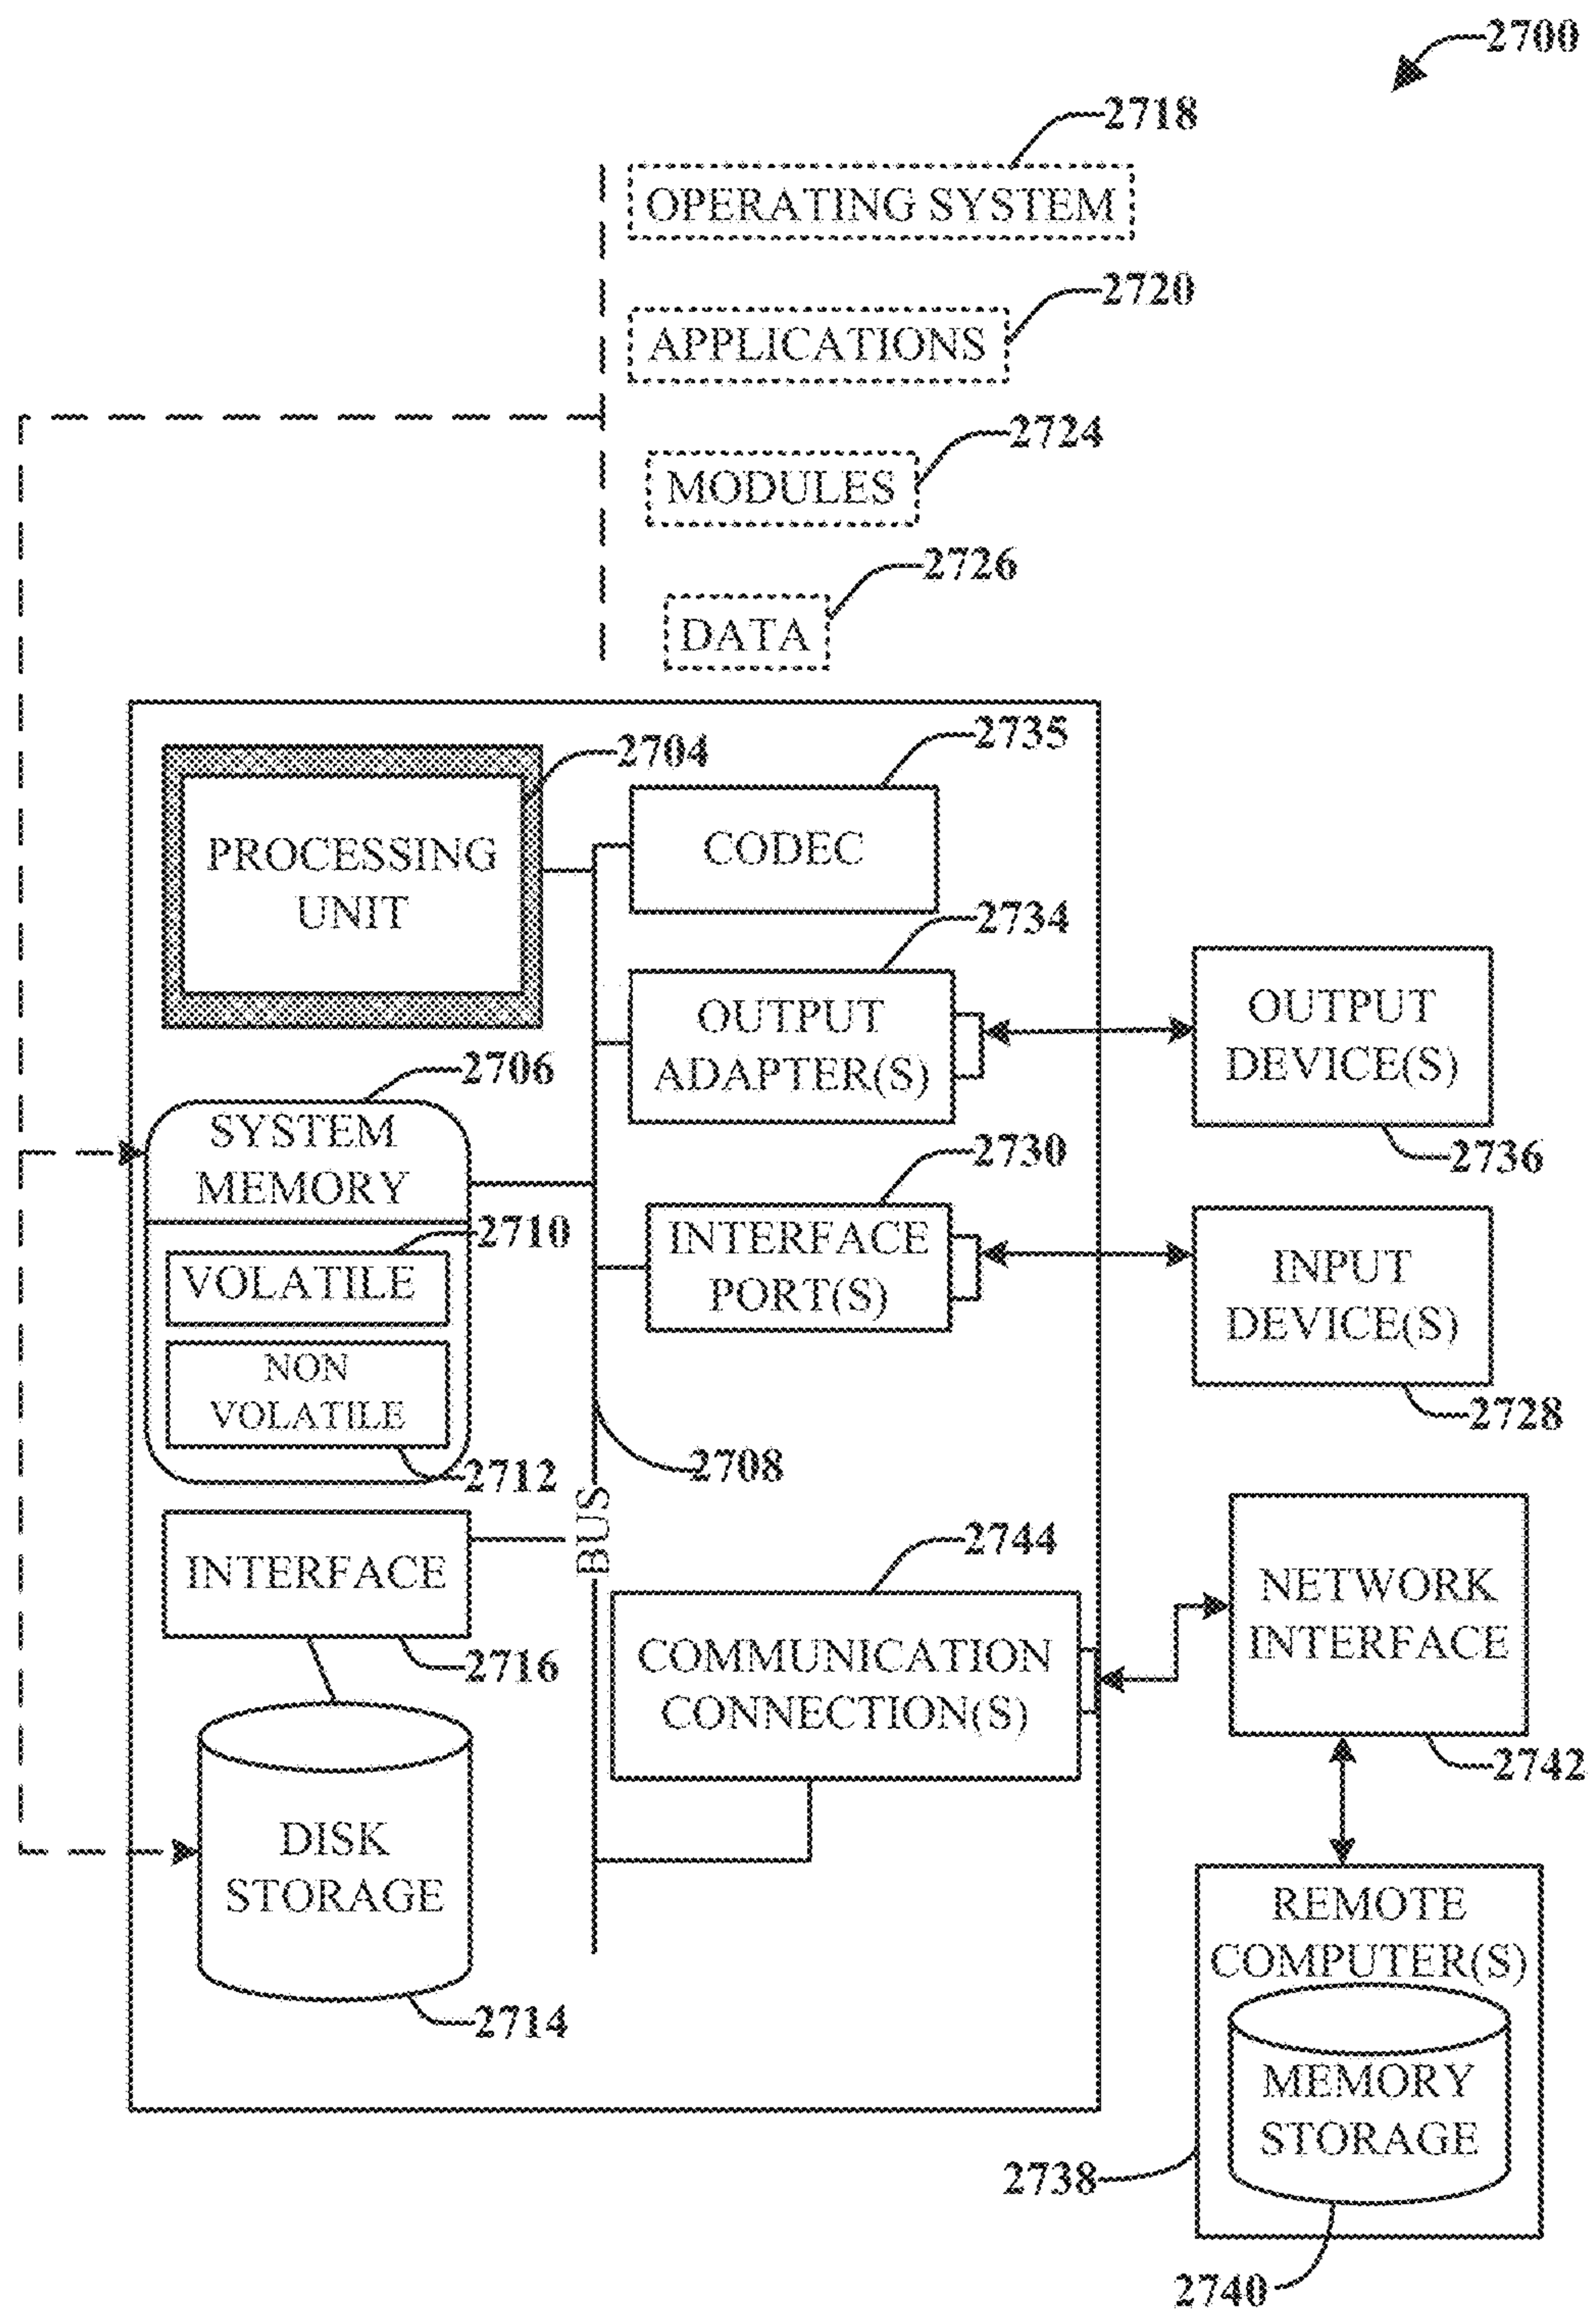 2700
2718
OPERATING SYSTEM
2720
APPLICATIONS
2724
MODULES
2726
DATA
2704
PROCESSING
UNIT
2735
CODEC
2734
OUTPUT
ADAPTER(S)
OUTPUT
DEVICE(S)
2736
2706
SYSTEM
MEMORY
2710
VOLATILE
NON
VOLATILE
2712
2730
INTERFACE
PORT(S)
INPUT
DEVICE(S)
2728
2708
BUS
INTERFACE
2716
2744
COMMUNICATION
CONNECTION(S)
NETWORK
INTERFACE
2742
DISK
STORAGE
2714
REMOTE
COMPUTER(S)
MEMORY
STORAGE
2738
2740